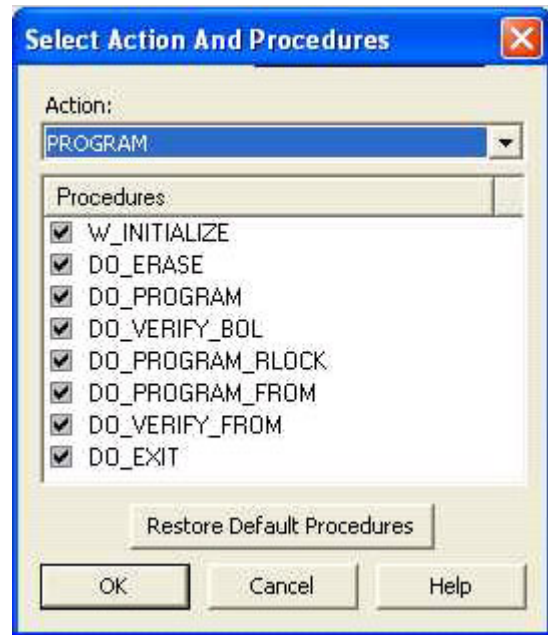 Select Action And Procedures
Action:
PROGRAM
Procedures
W_INITIALIZE
DO_ERASE
DO_PROGRAM
DO_VERIFY_BOL
DO_PROGRAM_RLOCK
DO_PROGRAM_FROM
DO_VERIFY_FROM
DO_EXIT
Restore Default Procedures
OK Cancel Help